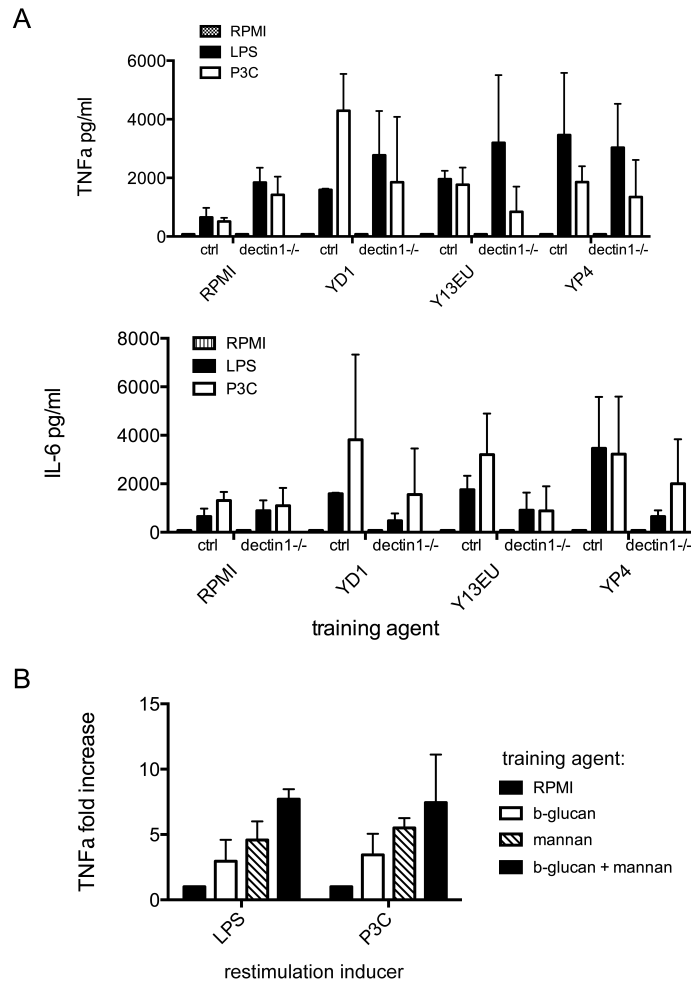 A
RPMI
LPS
P3C
TNFa pg/ml
6000
4000
2000
0
ctrl dectin1-/- ctrl dectin1-/- ctrl dectin1-/- ctrl dectin1-/-
RPMI YD1 Y13EU YP4
RPMI
LPS
P3C
IL-6 pg/ml
8000
6000
4000
2000
0
ctrl dectin1-/- ctrl dectin1-/- ctrl dectin1-/- ctrl dectin1-/-
RPMI YD1 Y13EU YP4
training agent
B
TNFa fold increase
15
10
5
0
LPS P3C
restimulation inducer
training agent:
RPMI
b-glucan
mannan
b-glucan + mannan